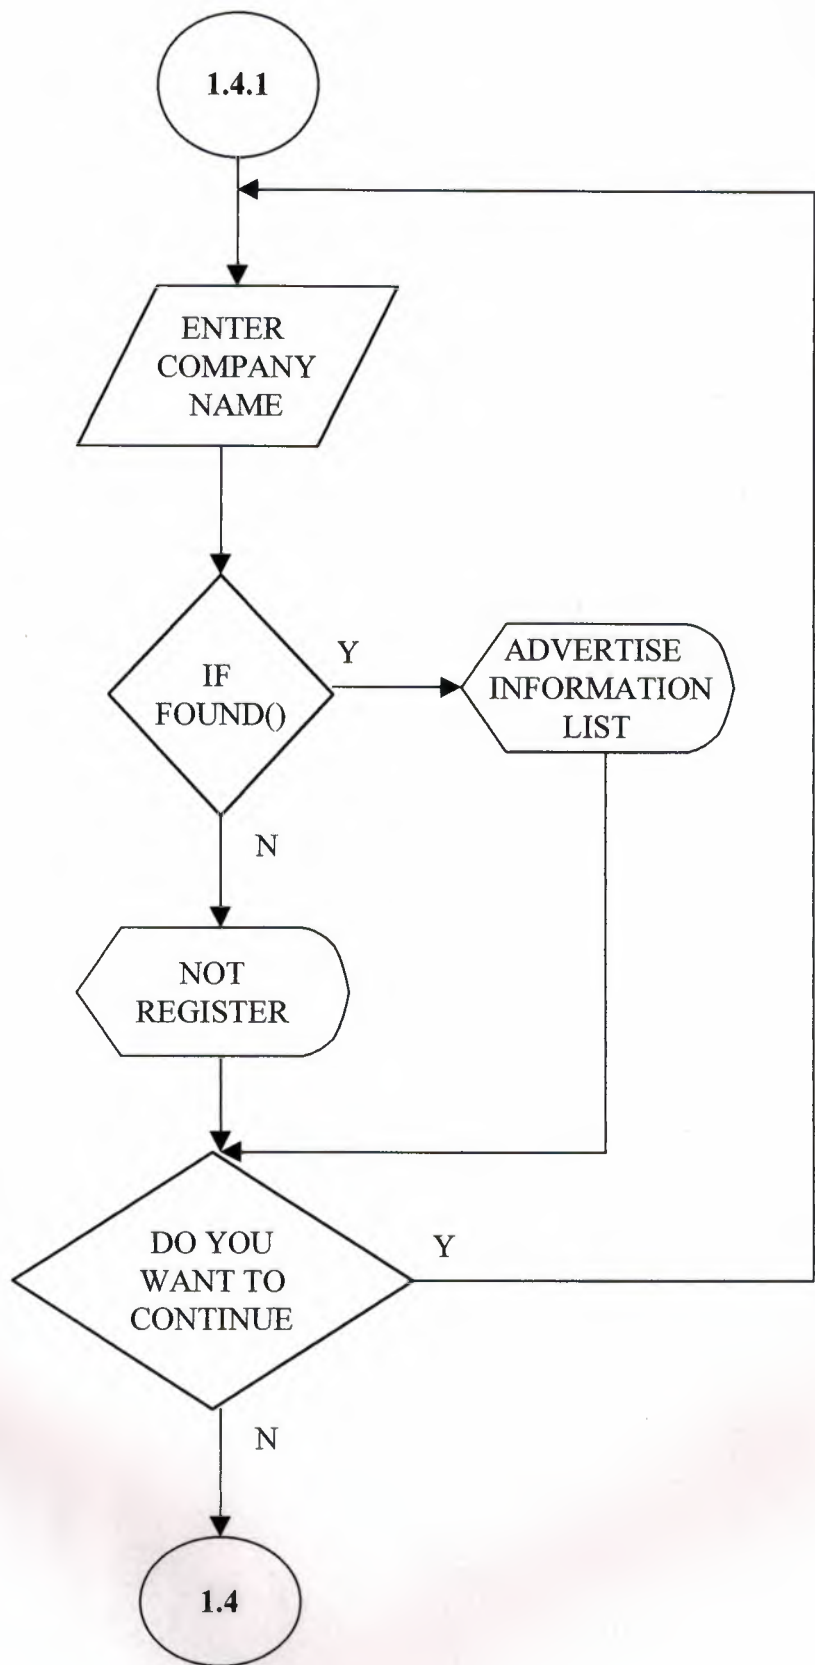 1.4.1
ENTER
COMPANY
NAME
IF
FOUND()
Y
ADVERTISE
INFORMATION
LIST
N
NOT
REGISTER
DO YOU
WANT TO
CONTINUE
Y
N
1.4